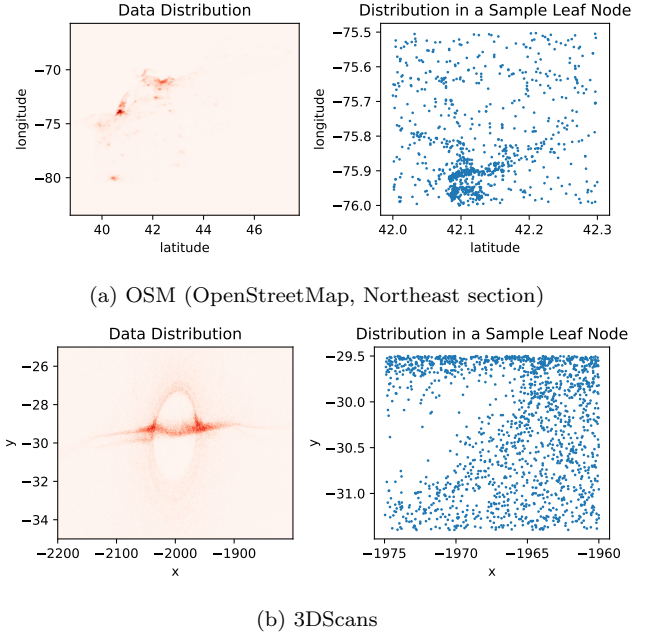 Data Distribution
Distribution in a Sample Leaf Node
−70
−75
−80
longitude
40
42
44
46
latitude
−75.5
−75.6
−75.7
−75.8
−75.9
−76.0
longitude
42.0
42.1
42.2
42.3
latitude
(a) OSM (OpenStreetMap, Northeast section)
Data Distribution
Distribution in a Sample Leaf Node
−26
−28
−30
−32
−34
y
−2200
−2100
−2000
−1900
x
−29.5
−30.0
−30.5
−31.0
y
−1975
−1970
−1965
−1960
x
(b) 3DScans